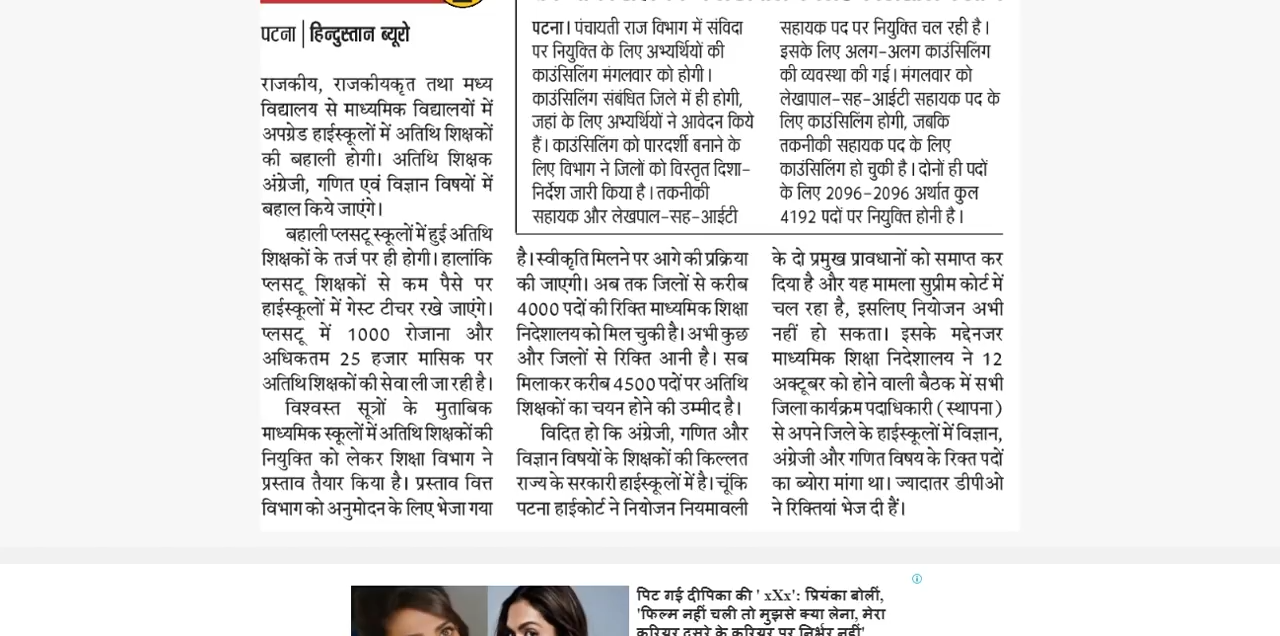 पटना | हिन्दुस्तान ब्यूरो
राजकीय, राजकीयकृत तथा मध्य
विद्यालय से माध्यमिक विद्यालयों में
अपग्रेड हाईस्कूलों में अतिथि शिक्षकों
की बहाली होगी। अतिथि शिक्षक
अंग्रेजी, गणित एवं विज्ञान विषयों में
बहाल किये जाएंगे।
बहाली प्लसटू स्कूलों में हुई अतिथि
शिक्षकों के तर्ज पर ही होगी। हालांकि
प्लसटू शिक्षकों से कम पैसे पर
हाईस्कूलों में गेस्ट टीचर रखे जाएंगे।
प्लसटू में 1000 रोजाना और
अधिकतम 25 हजार मासिक पर
अतिथि शिक्षकों की सेवा ली जा रही है।
विश्वस्त सूत्रों के मुताबिक
माध्यमिक स्कूलों में अतिथि शिक्षकों की
नियुक्ति को लेकर शिक्षा विभाग ने
प्रस्ताव तैयार किया है। प्रस्ताव वित्त
विभाग को अनुमोदन के लिए भेजा गया
पटना। पंचायती राज विभाग में संविदा
पर नियुक्ति के लिए अभ्यर्थियों की
काउंसिलिंग मंगलवार को होगी।
काउंसिलिंग संबंधित जिले में ही होगी,
जहां के लिए अभ्यर्थियों ने आवेदन किये
हैं। काउंसिलिंग को पारदर्शी बनाने के
लिए विभाग ने जिलों को विस्तृत दिशा-
निर्देश जारी किया है। तकनीकी
सहायक और लेखपाल-सह-आईटी
सहायक पद पर नियुक्ति चल रही है।
इसके लिए अलग-अलग काउंसिलिंग
की व्यवस्था की गई। मंगलवार को
लेखापाल-सह-आईटी सहायक पद के
लिए काउंसिलिंग होगी, जबकि
तकनीकी सहायक पद के लिए
काउंसिलिंग हो चुकी है। दोनों ही पदों
के लिए 2096-2096 अर्थात कुल
4192 पदों पर नियुक्ति होनी है।
है। स्वीकृति मिलने पर आगे की प्रक्रिया
की जाएगी। अब तक जिलों से करीब
4000 पदों की रिक्ति माध्यमिक शिक्षा
निदेशालय को मिल चुकी है। अभी कुछ
और जिलों से रिक्ति आनी है। सब
मिलाकर करीब 4500 पदों पर अतिथि
शिक्षकों का चयन होने की उम्मीद है।
विदित हो कि अंग्रेजी, गणित और
विज्ञान विषयों के शिक्षकों की किल्लत
राज्य के सरकारी हाईस्कूलों में है। चूंकि
पटना हाईकोर्ट ने नियोजन नियमावली
के दो प्रमुख प्रावधानों को समाप्त कर
दिया है और यह मामला सुप्रीम कोर्ट में
चल रहा है, इसलिए नियोजन अभी
नहीं हो सकता। इसके मद्देनजर
माध्यमिक शिक्षा निदेशालय ने 12
अक्टूबर को होने वाली बैठक में सभी
जिला कार्यक्रम पदाधिकारी (स्थापना)
से अपने जिले के हाईस्कूलों में विज्ञान,
अंग्रेजी और गणित विषय के रिक्त पदों
का ब्योरा मांगा था। ज्यादातर डीपीओ
ने रिक्तियां भेज दी हैं।
पिट गई दीपिका की ' xXx': प्रियंका बोलीं,
'फिल्म नहीं चली तो मुझसे क्या लेना, मेरा
करियर दूसरे के करियर पर निर्भर नहीं'